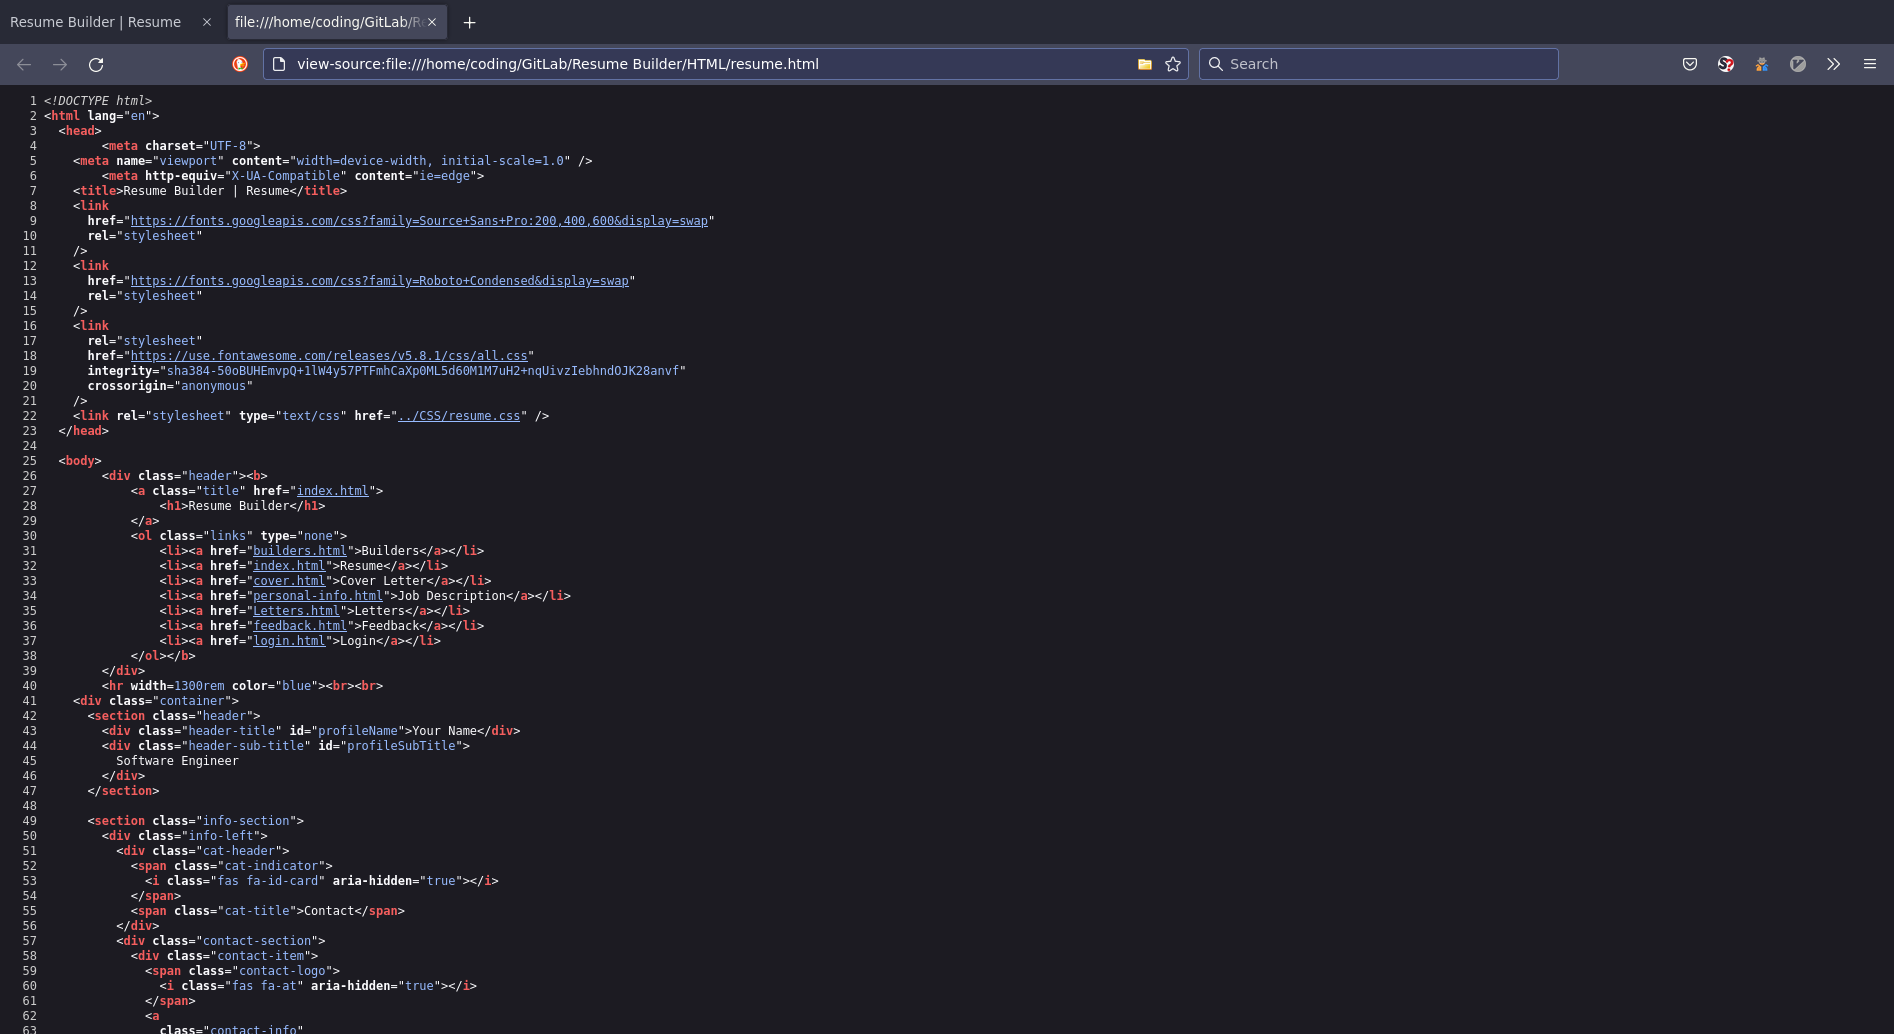 Resume Builder | Resume
file:///home/coding/GitLab/Re
view-source:file:///home/coding/GitLab/Resume Builder/HTML/resume.html
Search
1 <!DOCTYPE html>
2 <html lang="en">
3 <head>
4 <meta charset="UTF-8">
5 <meta name="viewport" content="width=device-width, initial-scale=1.0" />
6 <meta http-equiv="X-UA-Compatible" content="ie=edge">
7 <title>Resume Builder | Resume</title>
8 <link
9 href="https://fonts.googleapis.com/css?family=Source+Sans+Pro:200,400,600&display=swap"
10 rel="stylesheet"
11 />
12 <link
13 href="https://fonts.googleapis.com/css?family=Roboto+Condensed&display=swap"
14 rel="stylesheet"
15 />
16 <link
17 rel="stylesheet"
18 href="https://use.fontawesome.com/releases/v5.8.1/css/all.css"
19 integrity="sha384-50oBUHEmvpQ+1lW4y57PTFmhCaXp0ML5d60M1M7uH2+nqUivzIebhndOJK28anvf"
20 crossorigin="anonymous"
21 />
22 <link rel="stylesheet" type="text/css" href="../CSS/resume.css" />
23 </head>
24
25 <body>
26 <div class="header"><b>
27 <a class="title" href="index.html">
28 <h1>Resume Builder</h1>
29 </a>
30 <ol class="links" type="none">
31 <li><a href="builders.html">Builders</a></li>
32 <li><a href="index.html">Resume</a></li>
33 <li><a href="cover.html">Cover Letter</a></li>
34 <li><a href="personal-info.html">Job Description</a></li>
35 <li><a href="Letters.html">Letters</a></li>
36 <li><a href="feedback.html">Feedback</a></li>
37 <li><a href="login.html">Login</a></li>
38 </ol></b>
39 </div>
40 <hr width=1300rem color="blue"><br><br>
41 <div class="container">
42 <section class="header">
43 <div class="header-title" id="profileName">Your Name</div>
44 <div class="header-sub-title" id="profileSubTitle">
45 Software Engineer
46 </div>
47 </section>
48
49 <section class="info-section">
50 <div class="info-left">
51 <div class="cat-header">
52 <span class="cat-indicator">
53 <i class="fas fa-id-card" aria-hidden="true"></i>
54 </span>
55 <span class="cat-title">Contact</span>
56 </div>
57 <div class="contact-section">
58 <div class="contact-item">
59 <span class="contact-logo">
60 <i class="fas fa-at" aria-hidden="true"></i>
61 </span>
62 <a
63 class="contact-info"